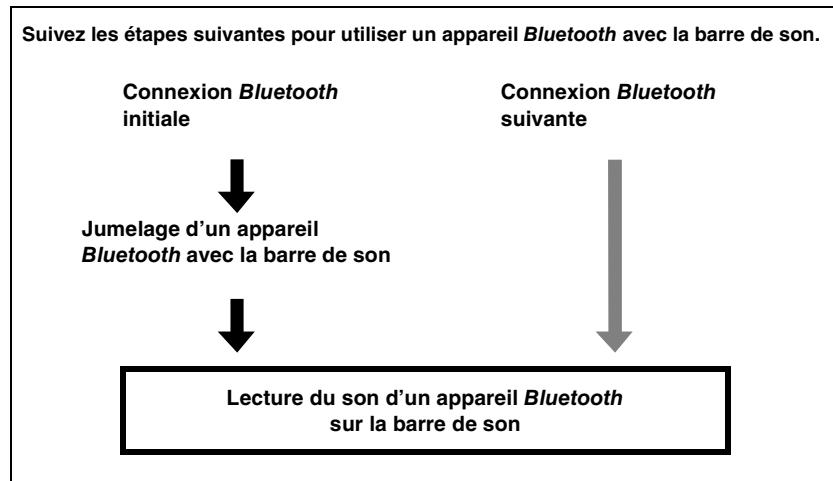 Suivez les étapes suivantes pour utiliser un appareil Bluetooth avec la barre de son.
Connexion Bluetooth
initiale
Connexion Bluetooth
suivante
Jumelage d'un appareil
Bluetooth avec la barre de son
Lecture du son d'un appareil Bluetooth
sur la barre de son